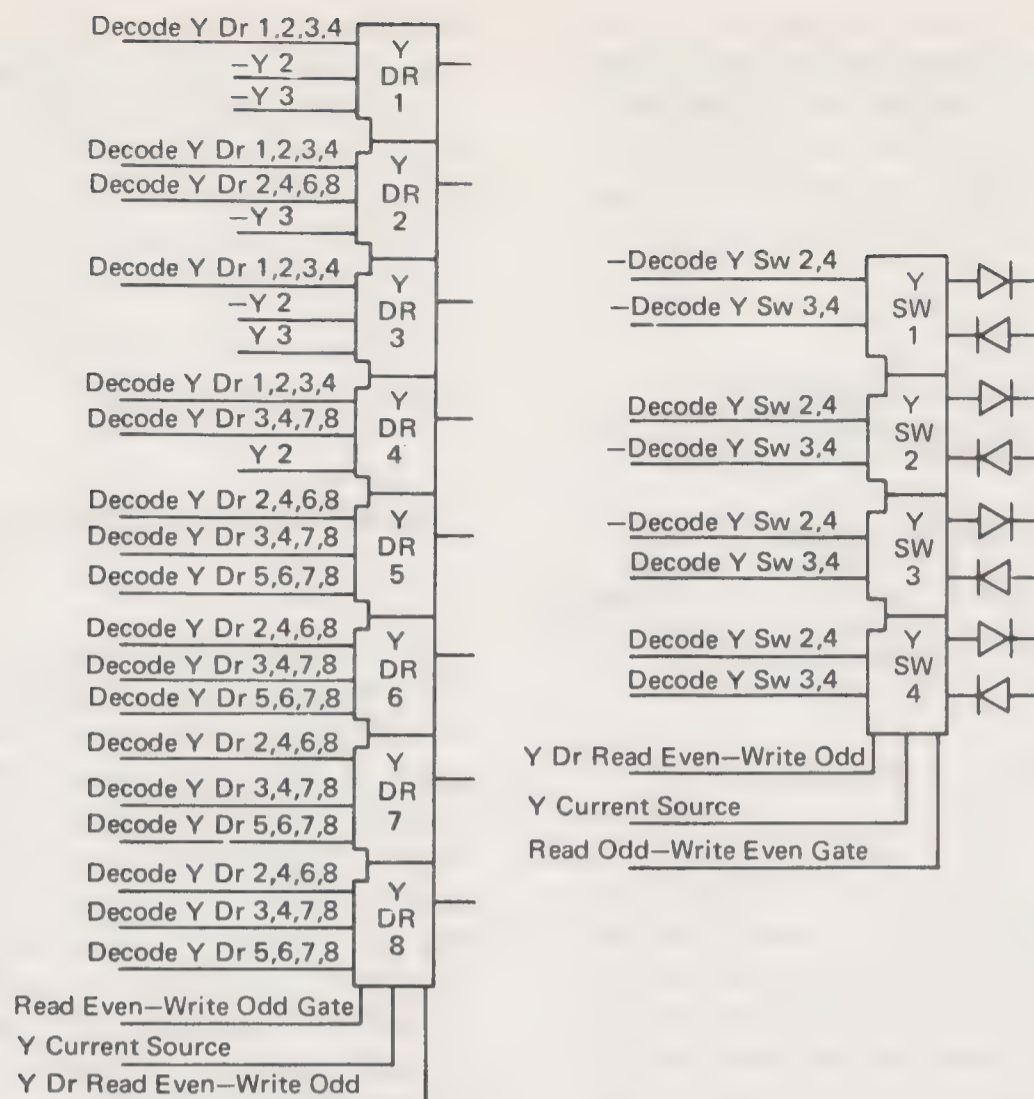 Decode Y Dr 1,2,3,4
–Y 2
–Y 3
Y
DR
1
Decode Y Dr 1,2,3,4
Decode Y Dr 2,4,6,8
–Y 3
Y
DR
2
Decode Y Dr 1,2,3,4
–Y 2
Y 3
Y
DR
3
Decode Y Dr 1,2,3,4
Decode Y Dr 3,4,7,8
Y 2
Y
DR
4
Decode Y Dr 2,4,6,8
Decode Y Dr 3,4,7,8
Decode Y Dr 5,6,7,8
Y
DR
5
Decode Y Dr 2,4,6,8
Decode Y Dr 3,4,7,8
Decode Y Dr 5,6,7,8
Y
DR
6
Decode Y Dr 2,4,6,8
Decode Y Dr 3,4,7,8
Decode Y Dr 5,6,7,8
Y
DR
7
Decode Y Dr 2,4,6,8
Decode Y Dr 3,4,7,8
Decode Y Dr 5,6,7,8
Y
DR
8
Read Even–Write Odd Gate
Y Current Source
Y Dr Read Even–Write Odd
–Decode Y Sw 2,4
–Decode Y Sw 3,4
Y
SW
1
Decode Y Sw 2,4
–Decode Y Sw 3,4
Y
SW
2
–Decode Y Sw 2,4
Decode Y Sw 3,4
Y
SW
3
Decode Y Sw 2,4
Decode Y Sw 3,4
Y
SW
4
Y Dr Read Even–Write Odd
Y Current Source
Read Odd–Write Even Gate